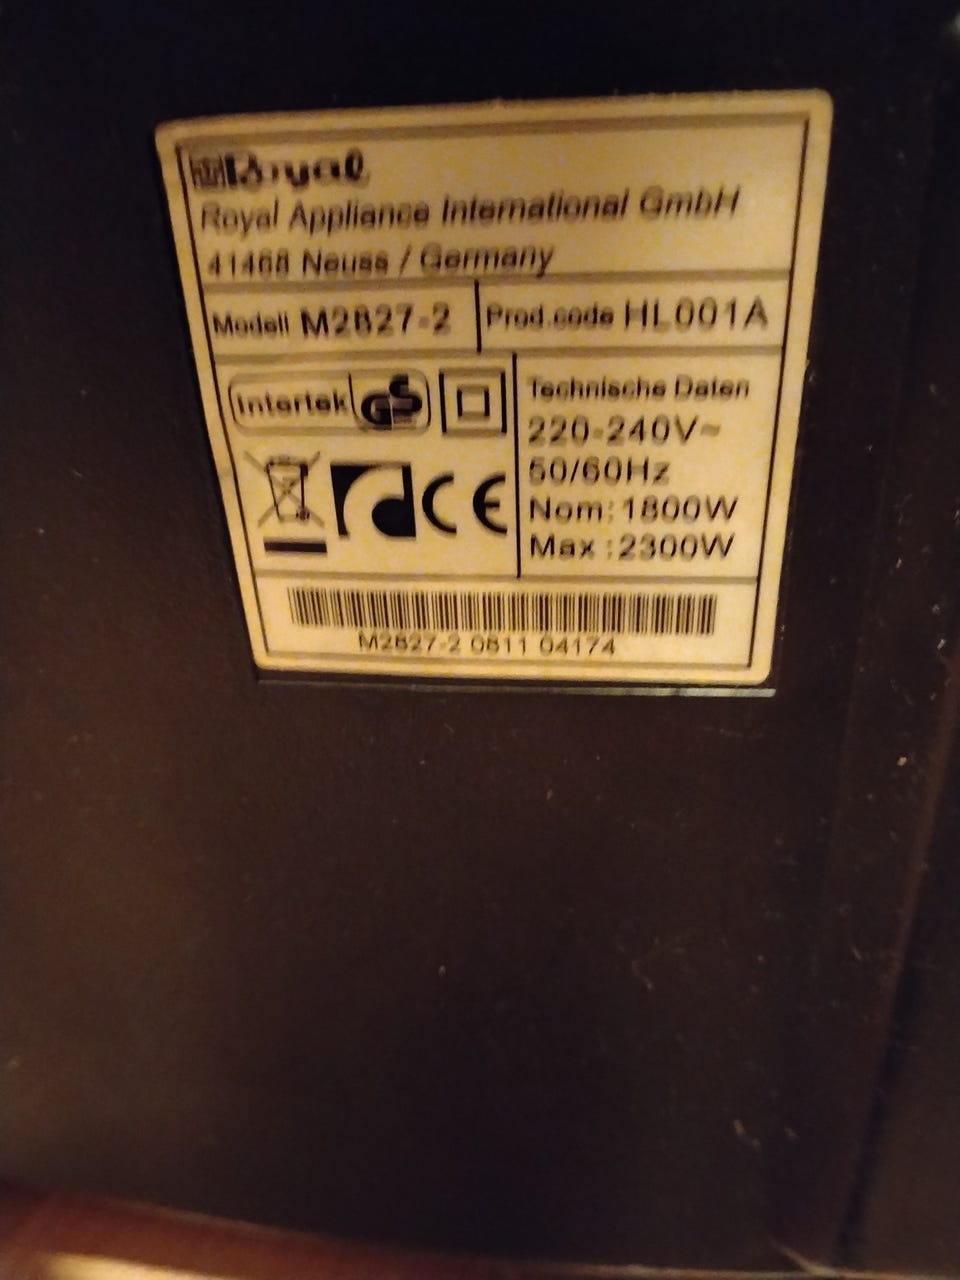 Royal
Royal Appliance International GmbH
41468 Neuss / Germany
Modell M2827-2
Prod.code HL001A
Intertek GS
Technische Daten
220-240V~
50/60Hz
Nom: 1800W
Max : 2300W
CE
M2827-2 0811 04174